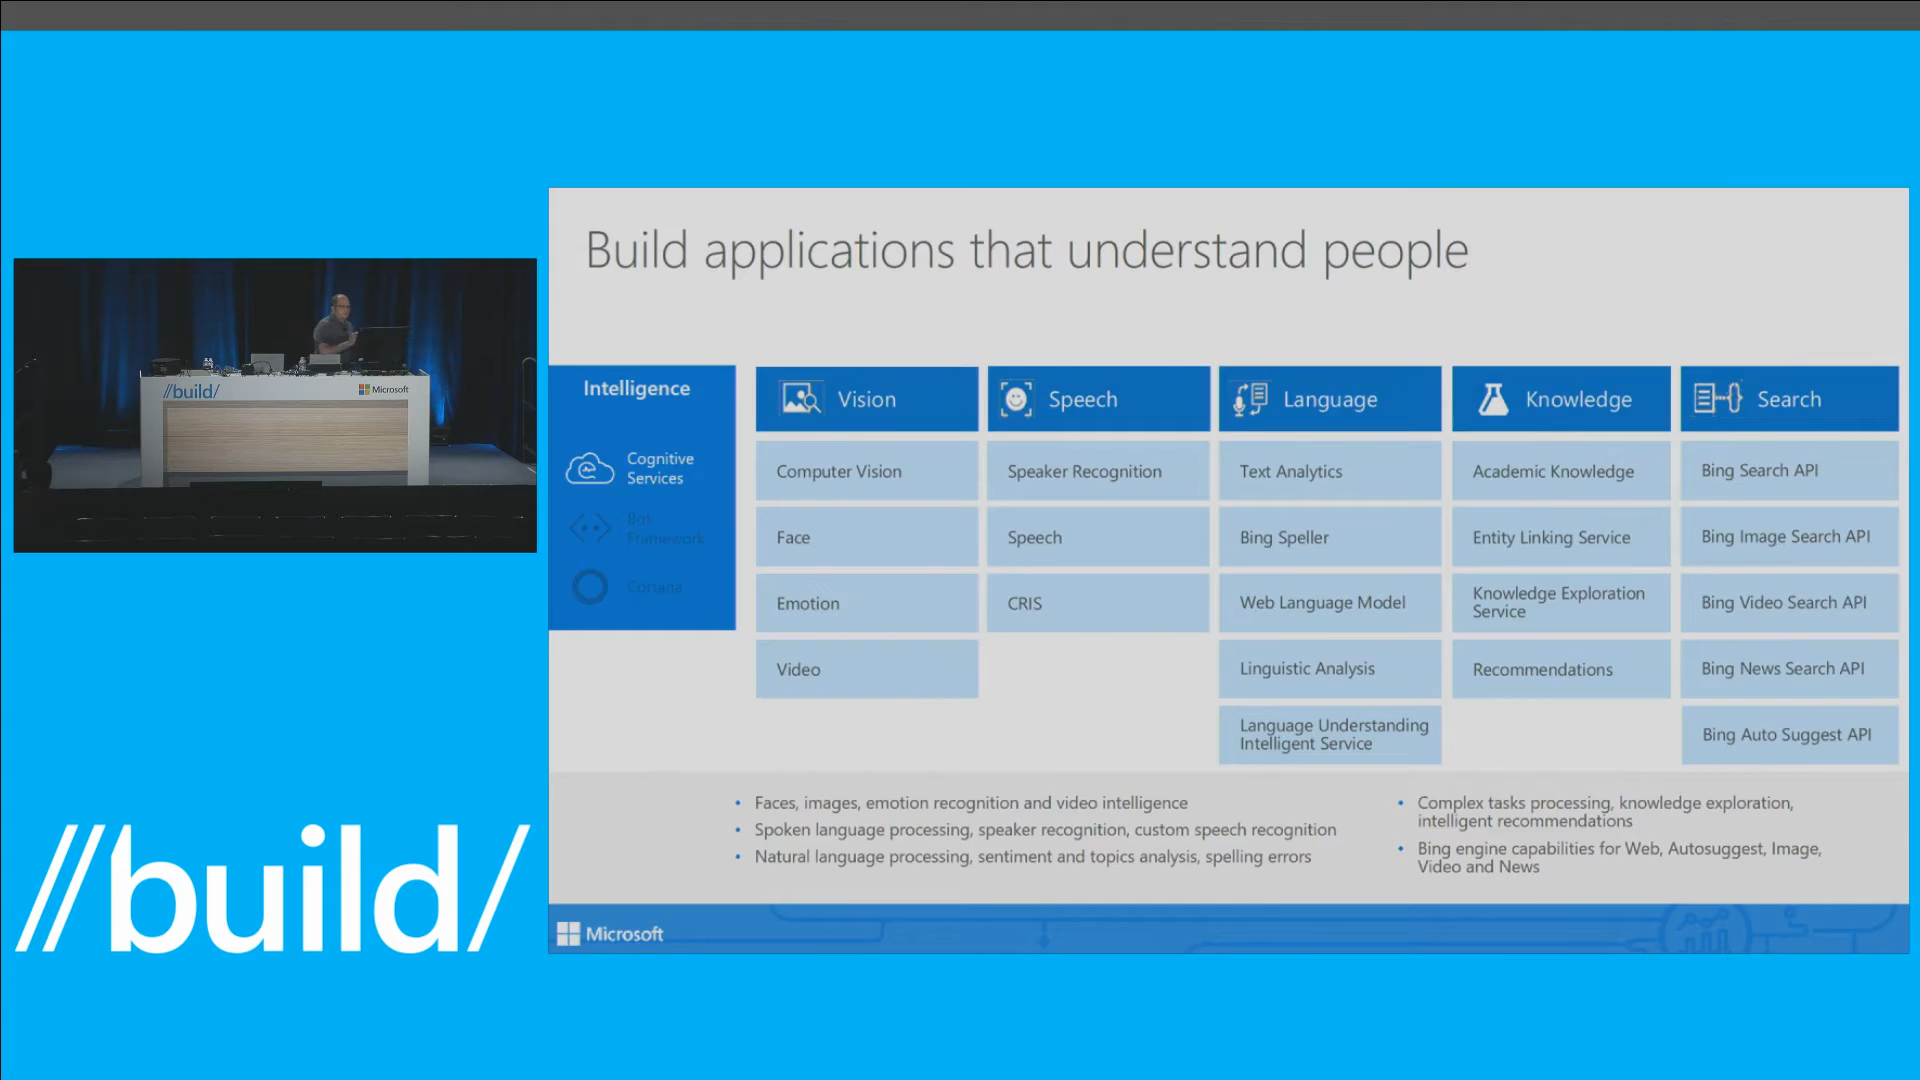 Build applications that understand people
Intelligence
Cognitive
Services
Bot
Framework
Cortana
Vision
Computer Vision
Face
Emotion
Video
Speech
Speaker Recognition
Speech
CRIS
Language
Text Analytics
Bing Speller
Web Language Model
Linguistic Analysis
Language Understanding
Intelligent Service
Knowledge
Academic Knowledge
Entity Linking Service
Knowledge Exploration
Service
Recommendations
Search
Bing Search API
Bing Image Search API
Bing Video Search API
Bing News Search API
Bing Auto Suggest API
• Faces, images, emotion recognition and video intelligence
• Spoken language processing, speaker recognition, custom speech recognition
• Natural language processing, sentiment and topics analysis, spelling errors
• Complex tasks processing, knowledge exploration,
intelligent recommendations
• Bing engine capabilities for Web, Autosuggest, Image,
Video and News
Microsoft
//build/
Microsoft
//build/